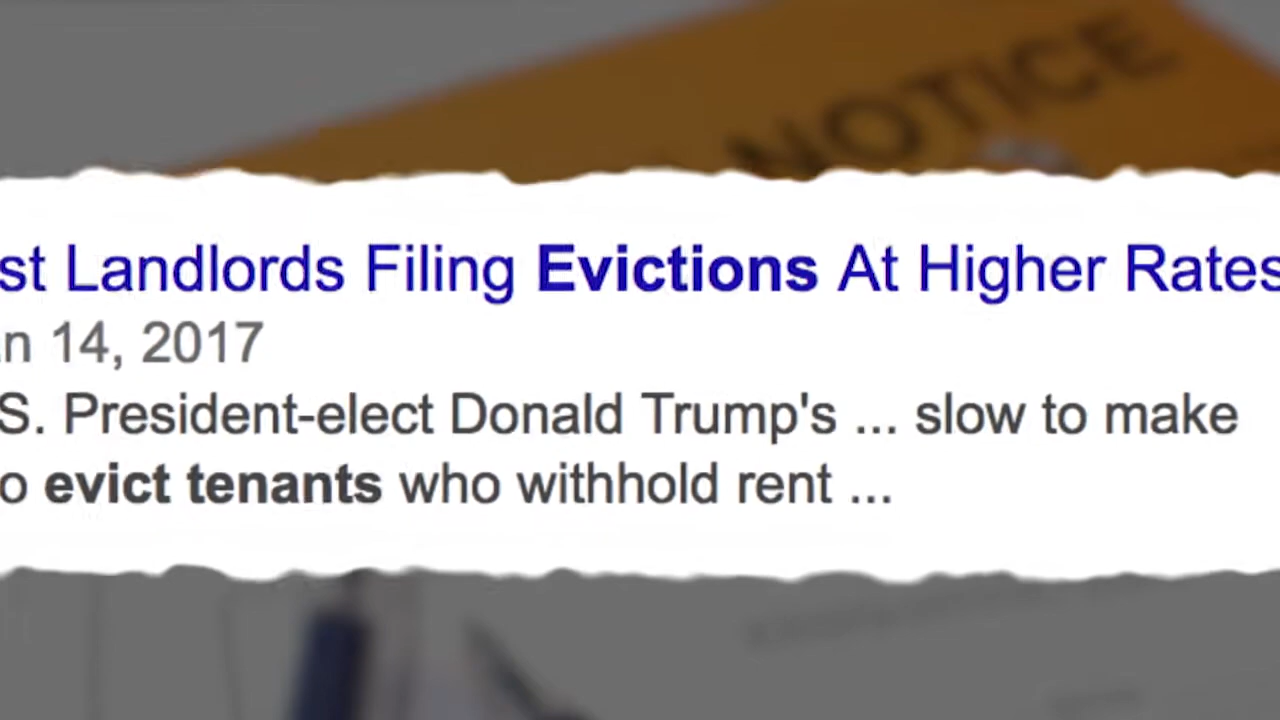 NOTICE
st Landlords Filing Evictions At Higher Rates
n 14, 2017
S. President-elect Donald Trump's ... slow to make
o evict tenants who withhold rent ...